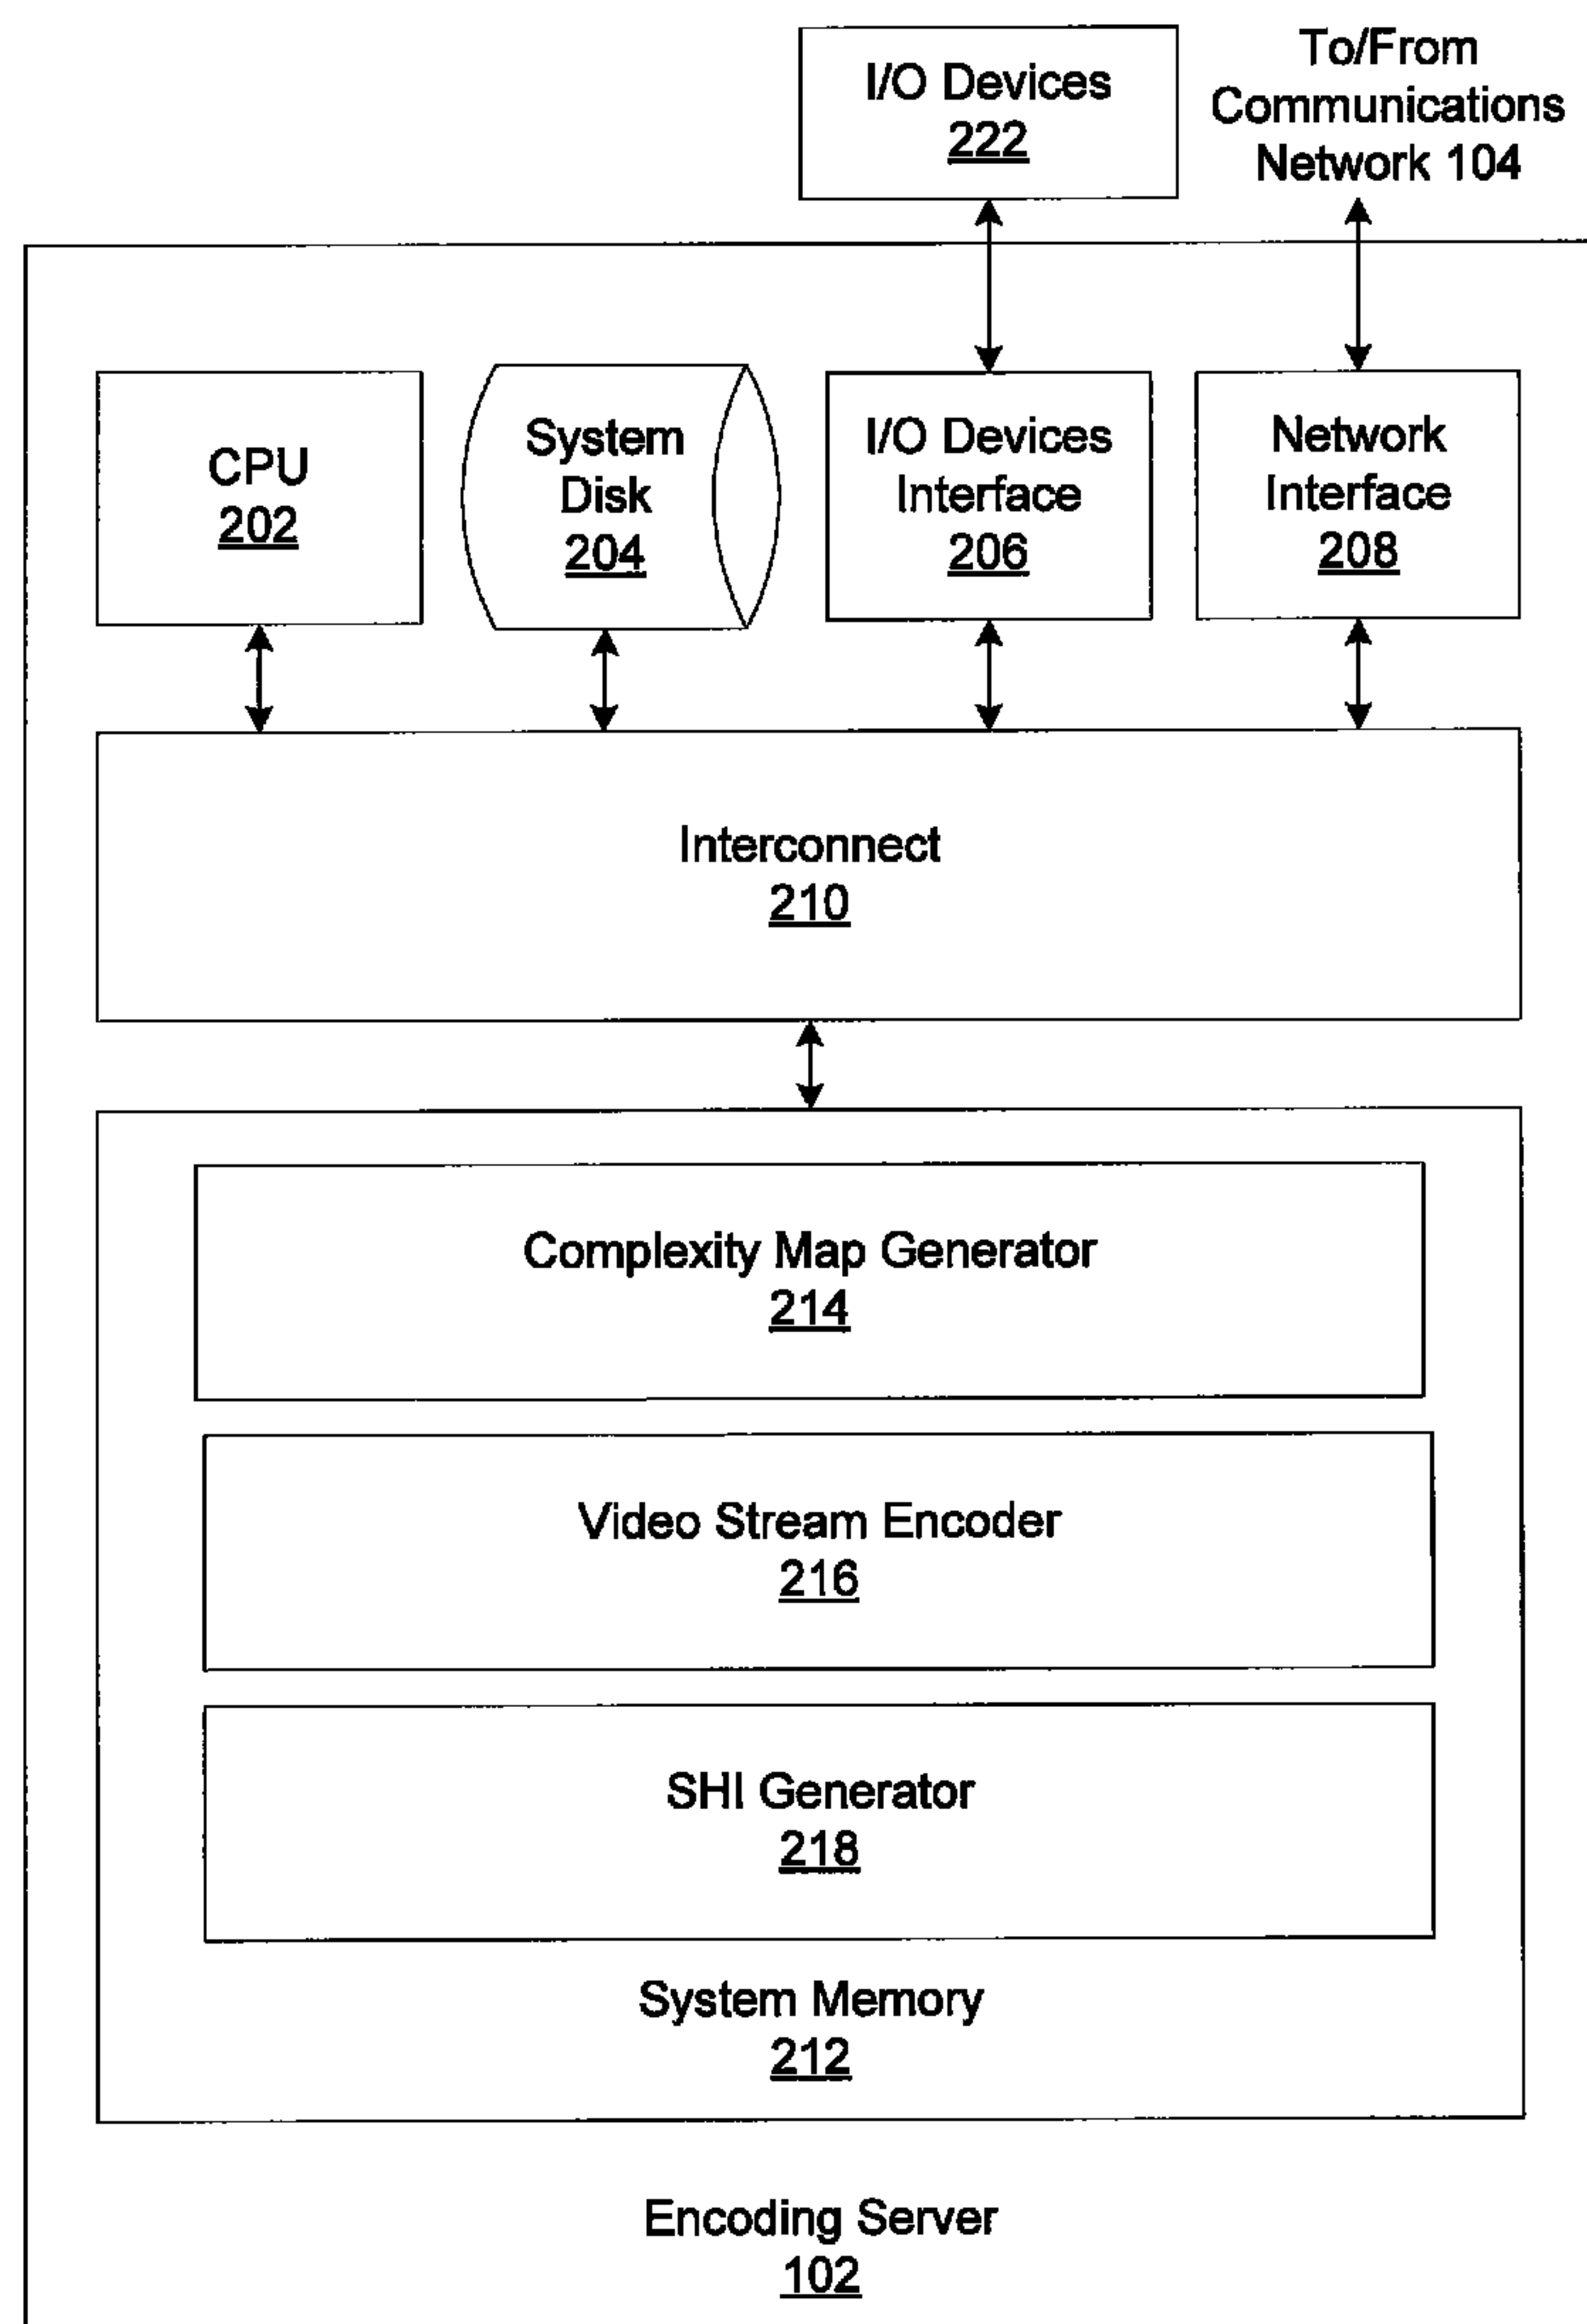 I/O Devices
222
To/From
Communications
Network 104
CPU
202
System
Disk
204
I/O Devices
Interface
206
Network
Interface
208
Interconnect
210
Complexity Map Generator
214
Video Stream Encoder
216
SHI Generator
218
System Memory
212
Encoding Server
102